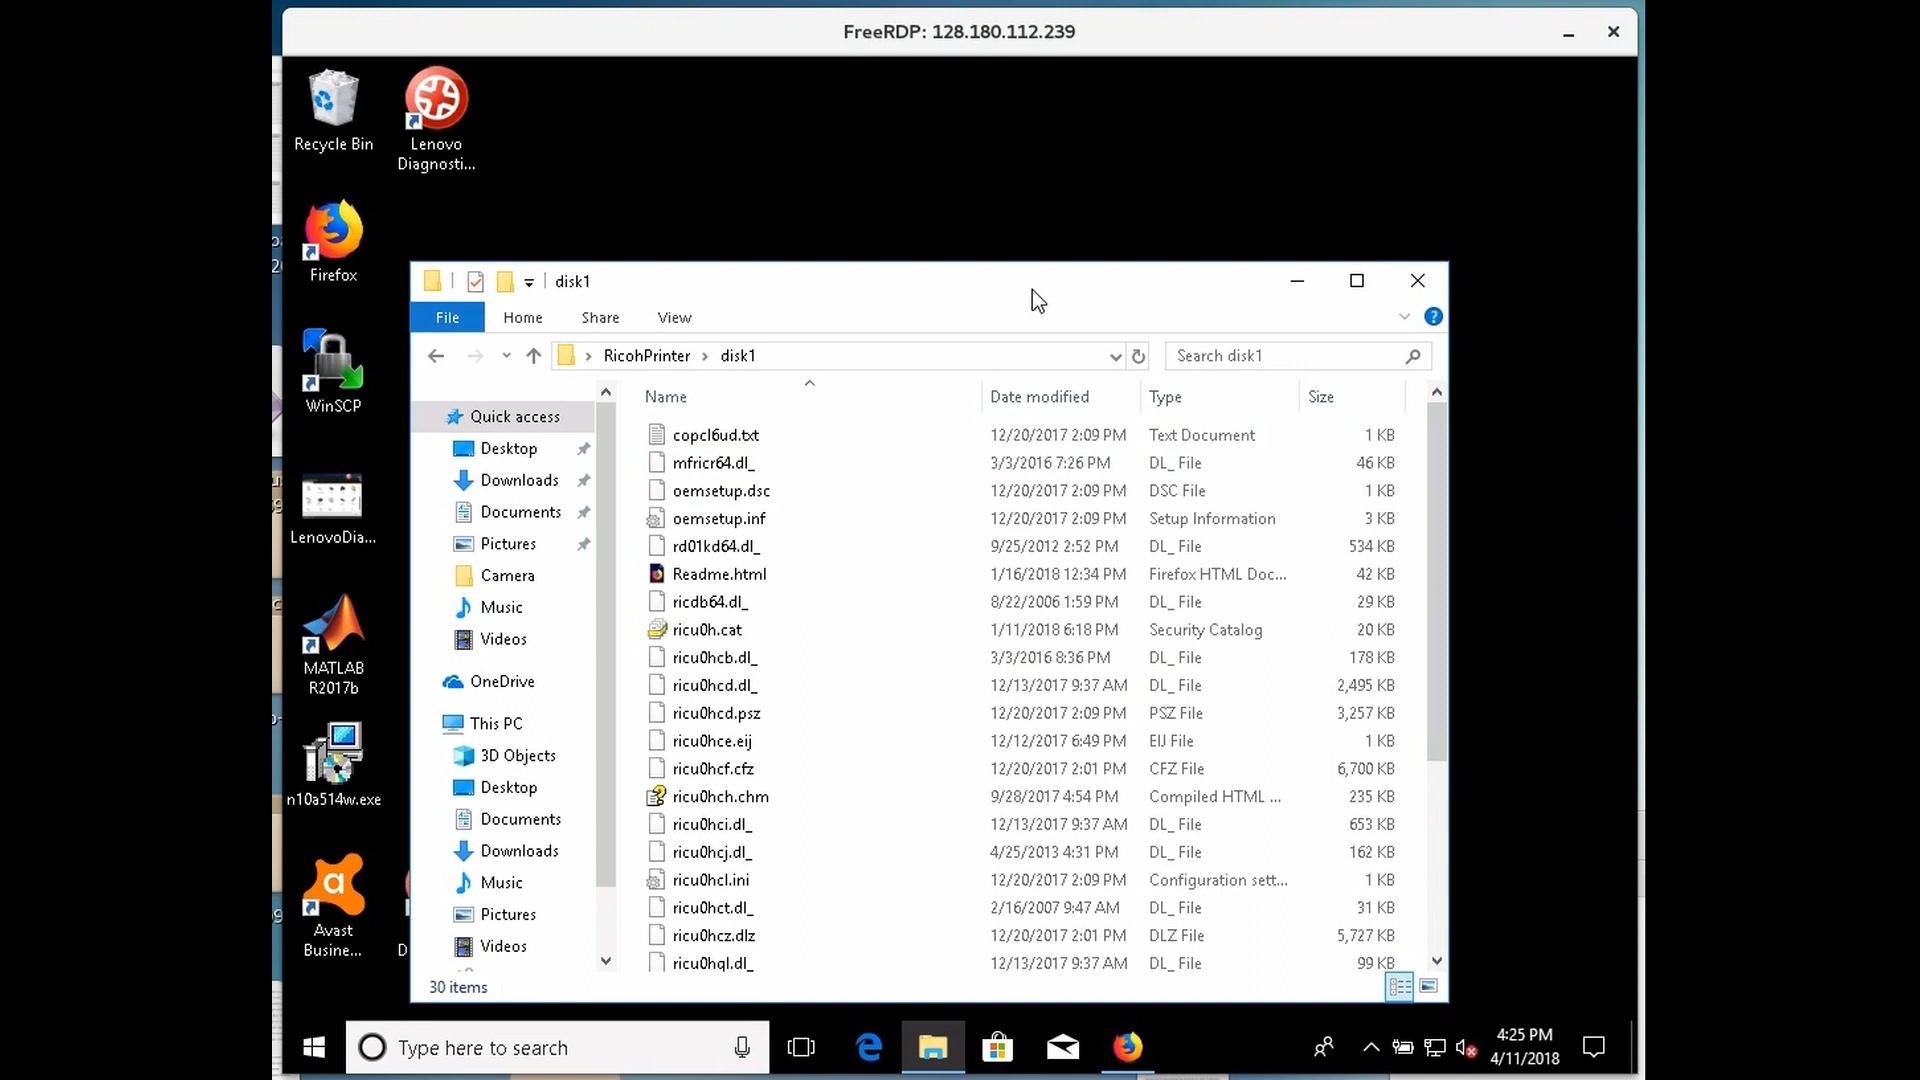 FreeRDP: 128.180.112.239
Recycle Bin
Lenovo
Diagnosti...
Firefox
WinSCP
LenovoDia...
MATLAB
R2017b
n10a514w.exe
Avast
Busine...
D
disk1
File Home Share View
RicohPrinter disk1
Search disk1
Quick access
Desktop
Downloads
Documents
Pictures
Camera
Music
Videos
OneDrive
This PC
3D Objects
Desktop
Documents
Downloads
Music
Pictures
Videos
Name Date modified Type Size
copcl6ud.txt 12/20/2017 2:09 PM Text Document 1 KB
mfricr64.dl_ 3/3/2016 7:26 PM DL_ File 46 KB
oemsetup.dsc 12/20/2017 2:09 PM DSC File 1 KB
oemsetup.inf 12/20/2017 2:09 PM Setup Information 3 KB
rd01kd64.dl_ 9/25/2012 2:52 PM DL_ File 534 KB
Readme.html 1/16/2018 12:34 PM Firefox HTML Doc... 42 KB
ricdb64.dl_ 8/22/2006 1:59 PM DL_ File 29 KB
ricu0h.cat 1/11/2018 6:18 PM Security Catalog 20 KB
ricu0hcb.dl_ 3/3/2016 8:36 PM DL_ File 178 KB
ricu0hcd.dl_ 12/13/2017 9:37 AM DL_ File 2,495 KB
ricu0hcd.psz 12/20/2017 2:09 PM PSZ File 3,257 KB
ricu0hce.eij 12/12/2017 6:49 PM EIJ File 1 KB
ricu0hcf.cfz 12/20/2017 2:01 PM CFZ File 6,700 KB
ricu0hch.chm 9/28/2017 4:54 PM Compiled HTML ... 235 KB
ricu0hci.dl_ 12/13/2017 9:37 AM DL_ File 653 KB
ricu0hcj.dl_ 4/25/2013 4:31 PM DL_ File 162 KB
ricu0hcl.ini 12/20/2017 2:09 PM Configuration sett... 1 KB
ricu0hct.dl_ 2/16/2007 9:47 AM DL_ File 31 KB
ricu0hcz.dlz 12/20/2017 2:01 PM DLZ File 5,727 KB
ricu0hql.dl_ 12/13/2017 9:37 AM DL_ File 99 KB
30 items
Type here to search
4:25 PM
4/11/2018